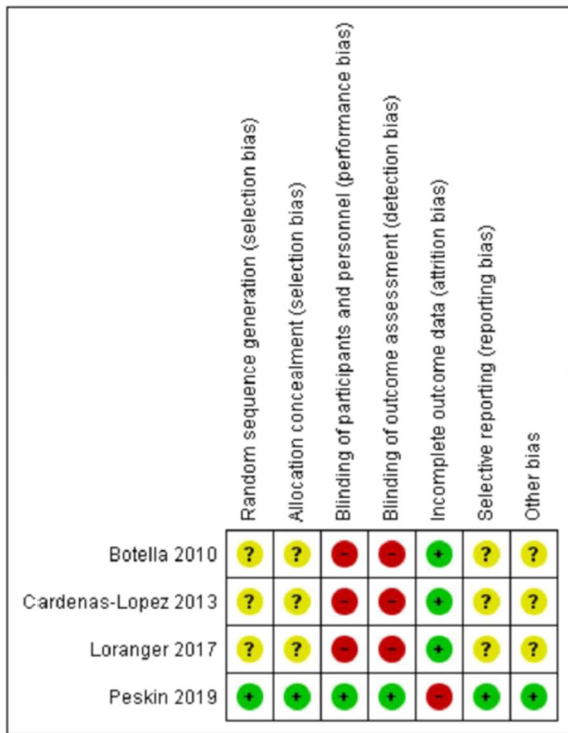 Random sequence generation (selection bias)
Allocation concealment (selection bias)
Blinding of participants and personnel (performance bias)
Blinding of outcome assessment (detection bias)
Incomplete outcome data (attrition bias)
Selective reporting (reporting bias)
Other bias
Botella 2010 ? ? - - + ? ?
Cardenas-Lopez 2013 ? ? - - + ? ?
Loranger 2017 ? ? - - + ? ?
Peskin 2019 + + + + - + +